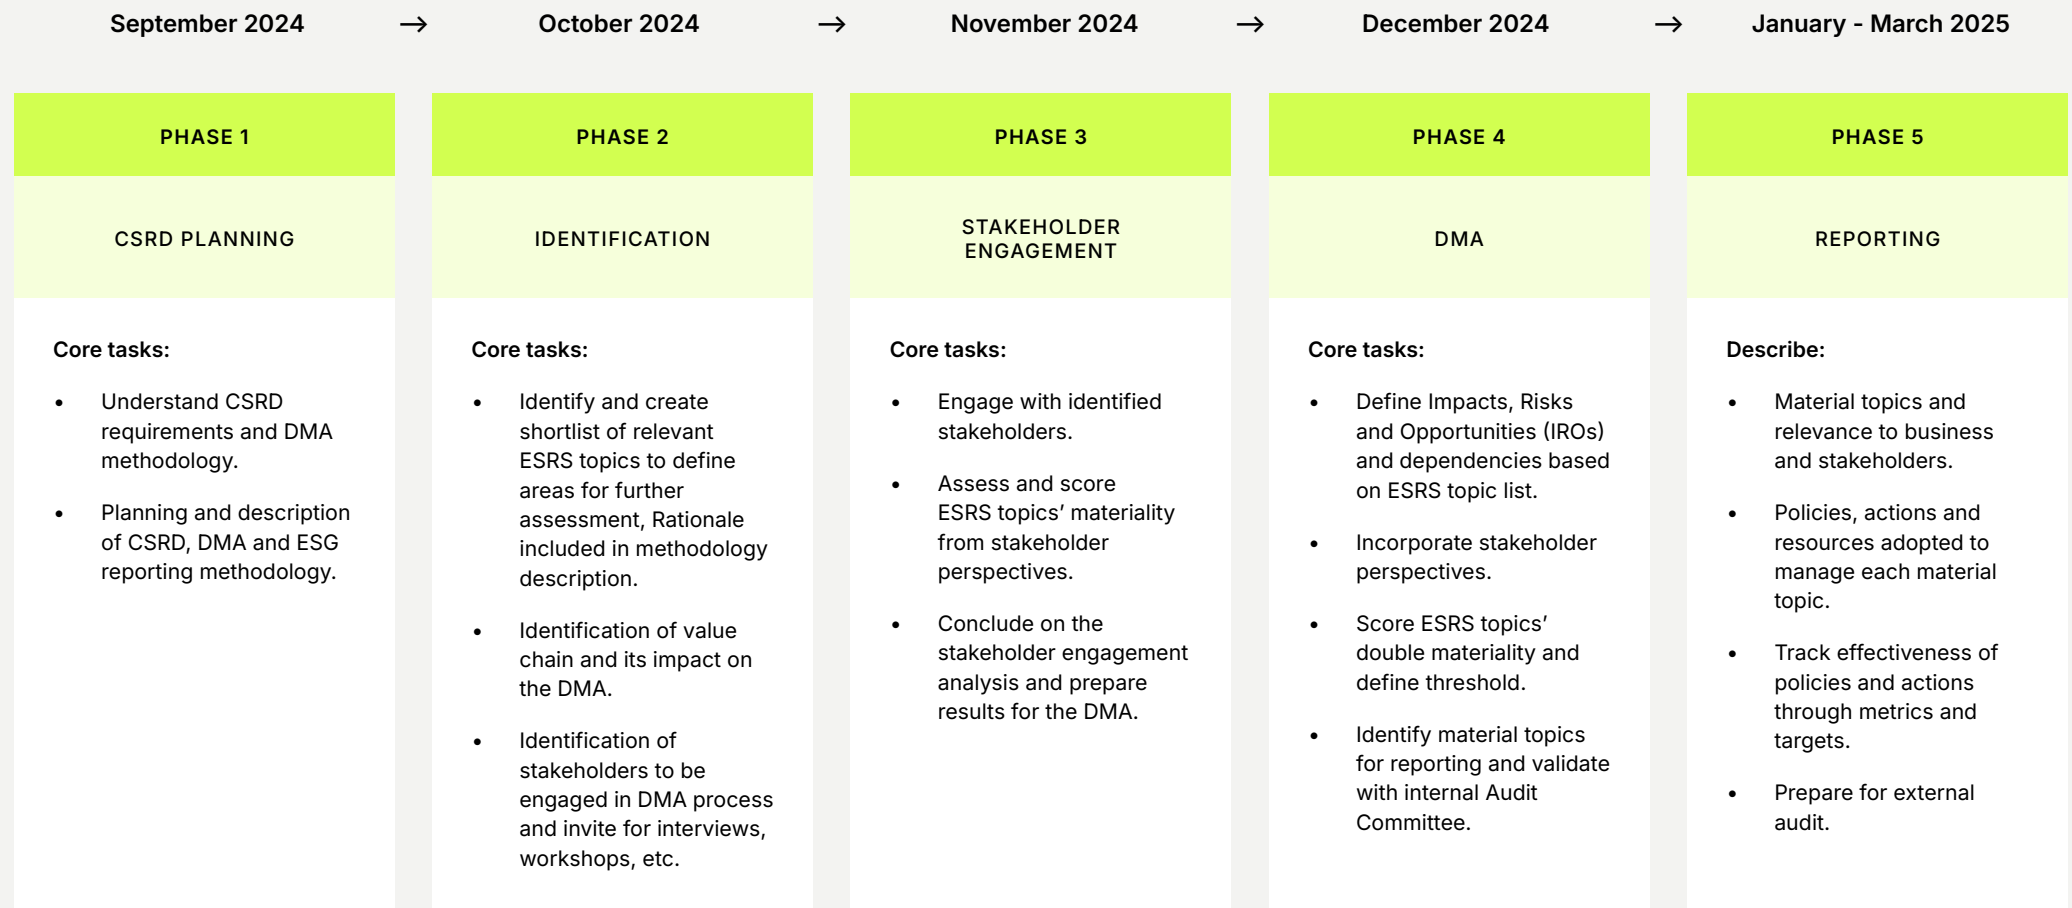 September 2024 → October 2024 → November 2024 → December 2024 → January - March 2025
PHASE 1
CSRD PLANNING
Core tasks:
• Understand CSRD
requirements and DMA
methodology.
• Planning and description
of CSRD, DMA and ESG
reporting methodology.
PHASE 2
IDENTIFICATION
Core tasks:
• Identify and create
shortlist of relevant
ESRS topics to define
areas for further
assessment, Rationale
included in methodology
description.
• Identification of value
chain and its impact on
the DMA.
• Identification of
stakeholders to be
engaged in DMA process
and invite for interviews,
workshops, etc.
PHASE 3
STAKEHOLDER
ENGAGEMENT
Core tasks:
• Engage with identified
stakeholders.
• Assess and score
ESRS topics’ materiality
from stakeholder
perspectives.
• Conclude on the
stakeholder engagement
analysis and prepare
results for the DMA.
PHASE 4
DMA
Core tasks:
• Define Impacts, Risks
and Opportunities (IROs)
and dependencies based
on ESRS topic list.
• Incorporate stakeholder
perspectives.
• Score ESRS topics’
double materiality and
define threshold.
• Identify material topics
for reporting and validate
with internal Audit
Committee.
PHASE 5
REPORTING
Describe:
• Material topics and
relevance to business
and stakeholders.
• Policies, actions and
resources adopted to
manage each material
topic.
• Track effectiveness of
policies and actions
through metrics and
targets.
• Prepare for external
audit.